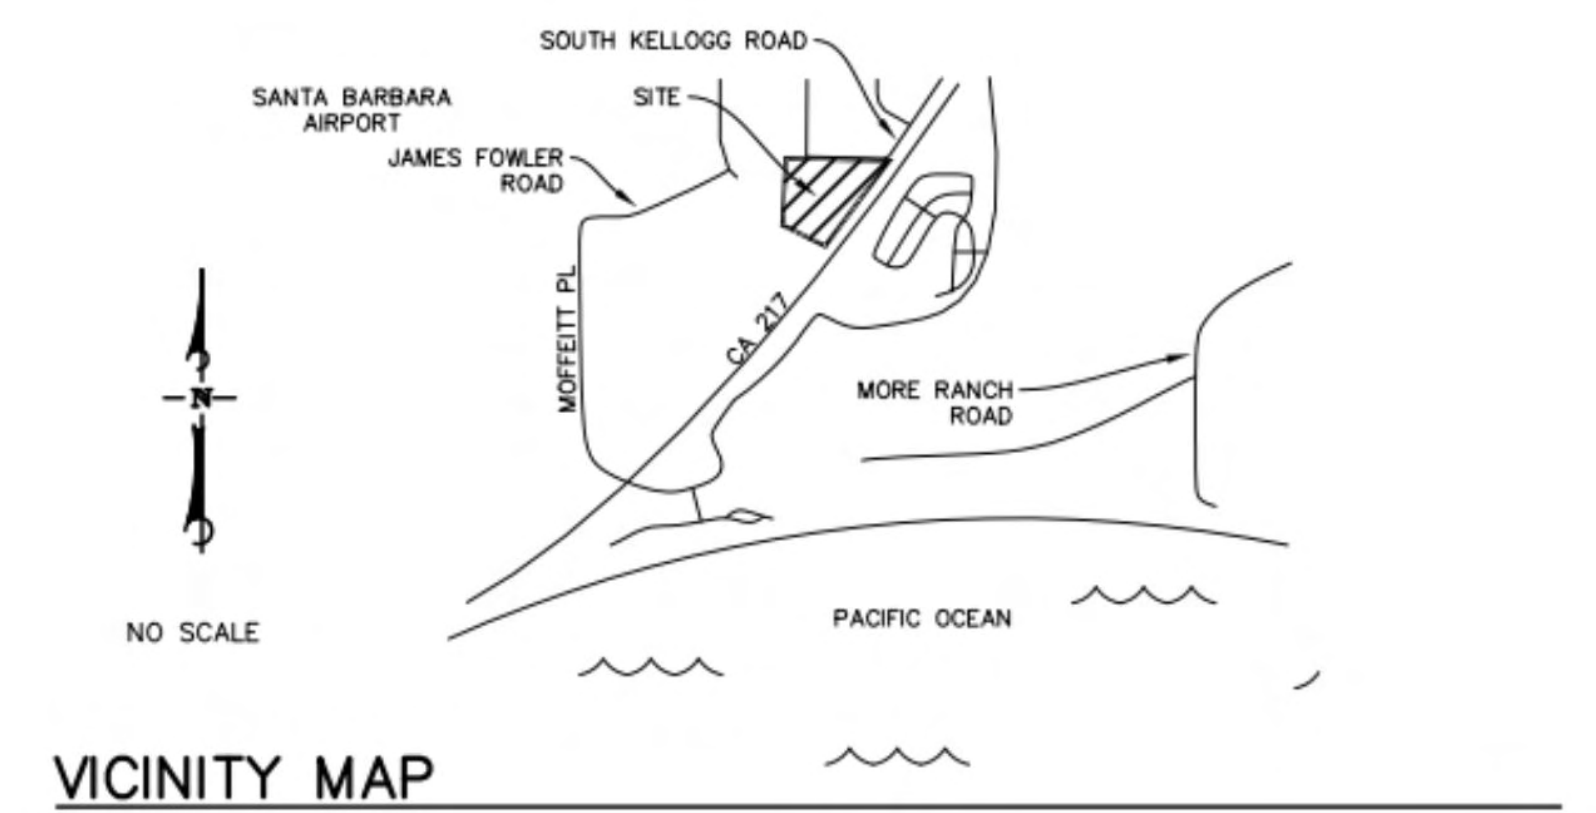 SOUTH KELLOGG ROAD
SANTA BARBARA
AIRPORT
SITE
JAMES FOWLER
ROAD
MOFFEITT PL
CA 217
N
MORE RANCH
ROAD
PACIFIC OCEAN
NO SCALE
VICINITY MAP